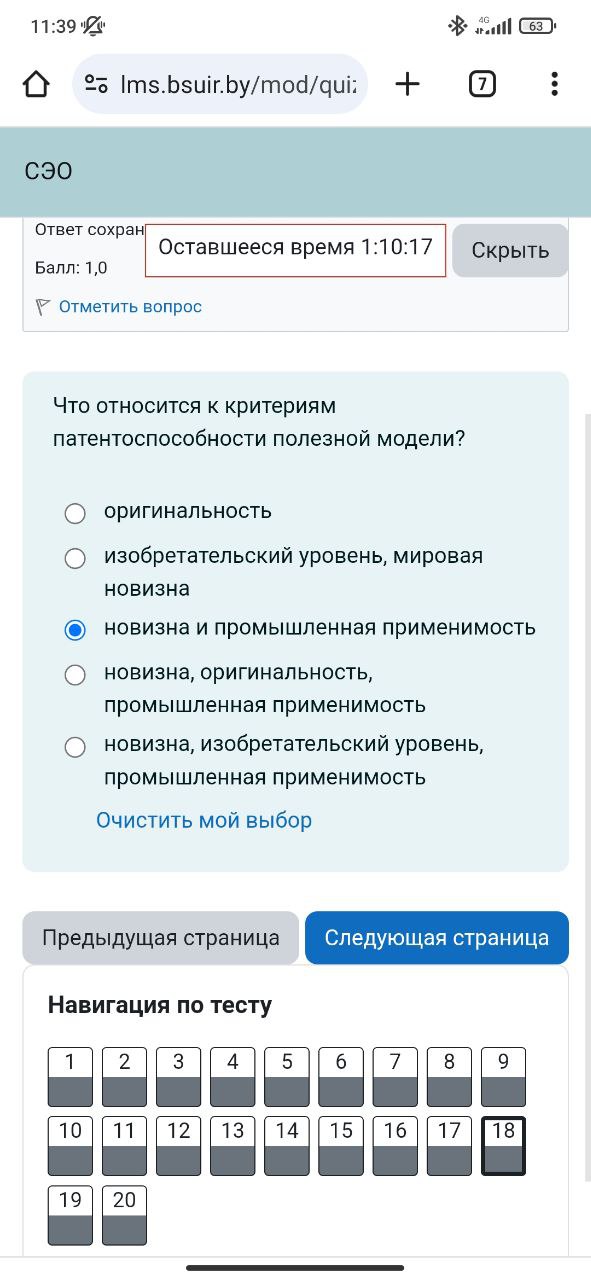 11:39
4G
63
lms.bsuir.by/mod/quiz
7
СЭО
Ответ сохран
Оставшееся время 1:10:17
Скрыть
Балл: 1,0
Отметить вопрос
Что относится к критериям
патентоспособности полезной модели?
оригинальность
изобретательский уровень, мировая
новизна
новизна и промышленная применимость
новизна, оригинальность,
промышленная применимость
новизна, изобретательский уровень,
промышленная применимость
Очистить мой выбор
Предыдущая страница
Следующая страница
Навигация по тесту
1 2 3 4 5 6 7 8 9
10 11 12 13 14 15 16 17 18
19 20